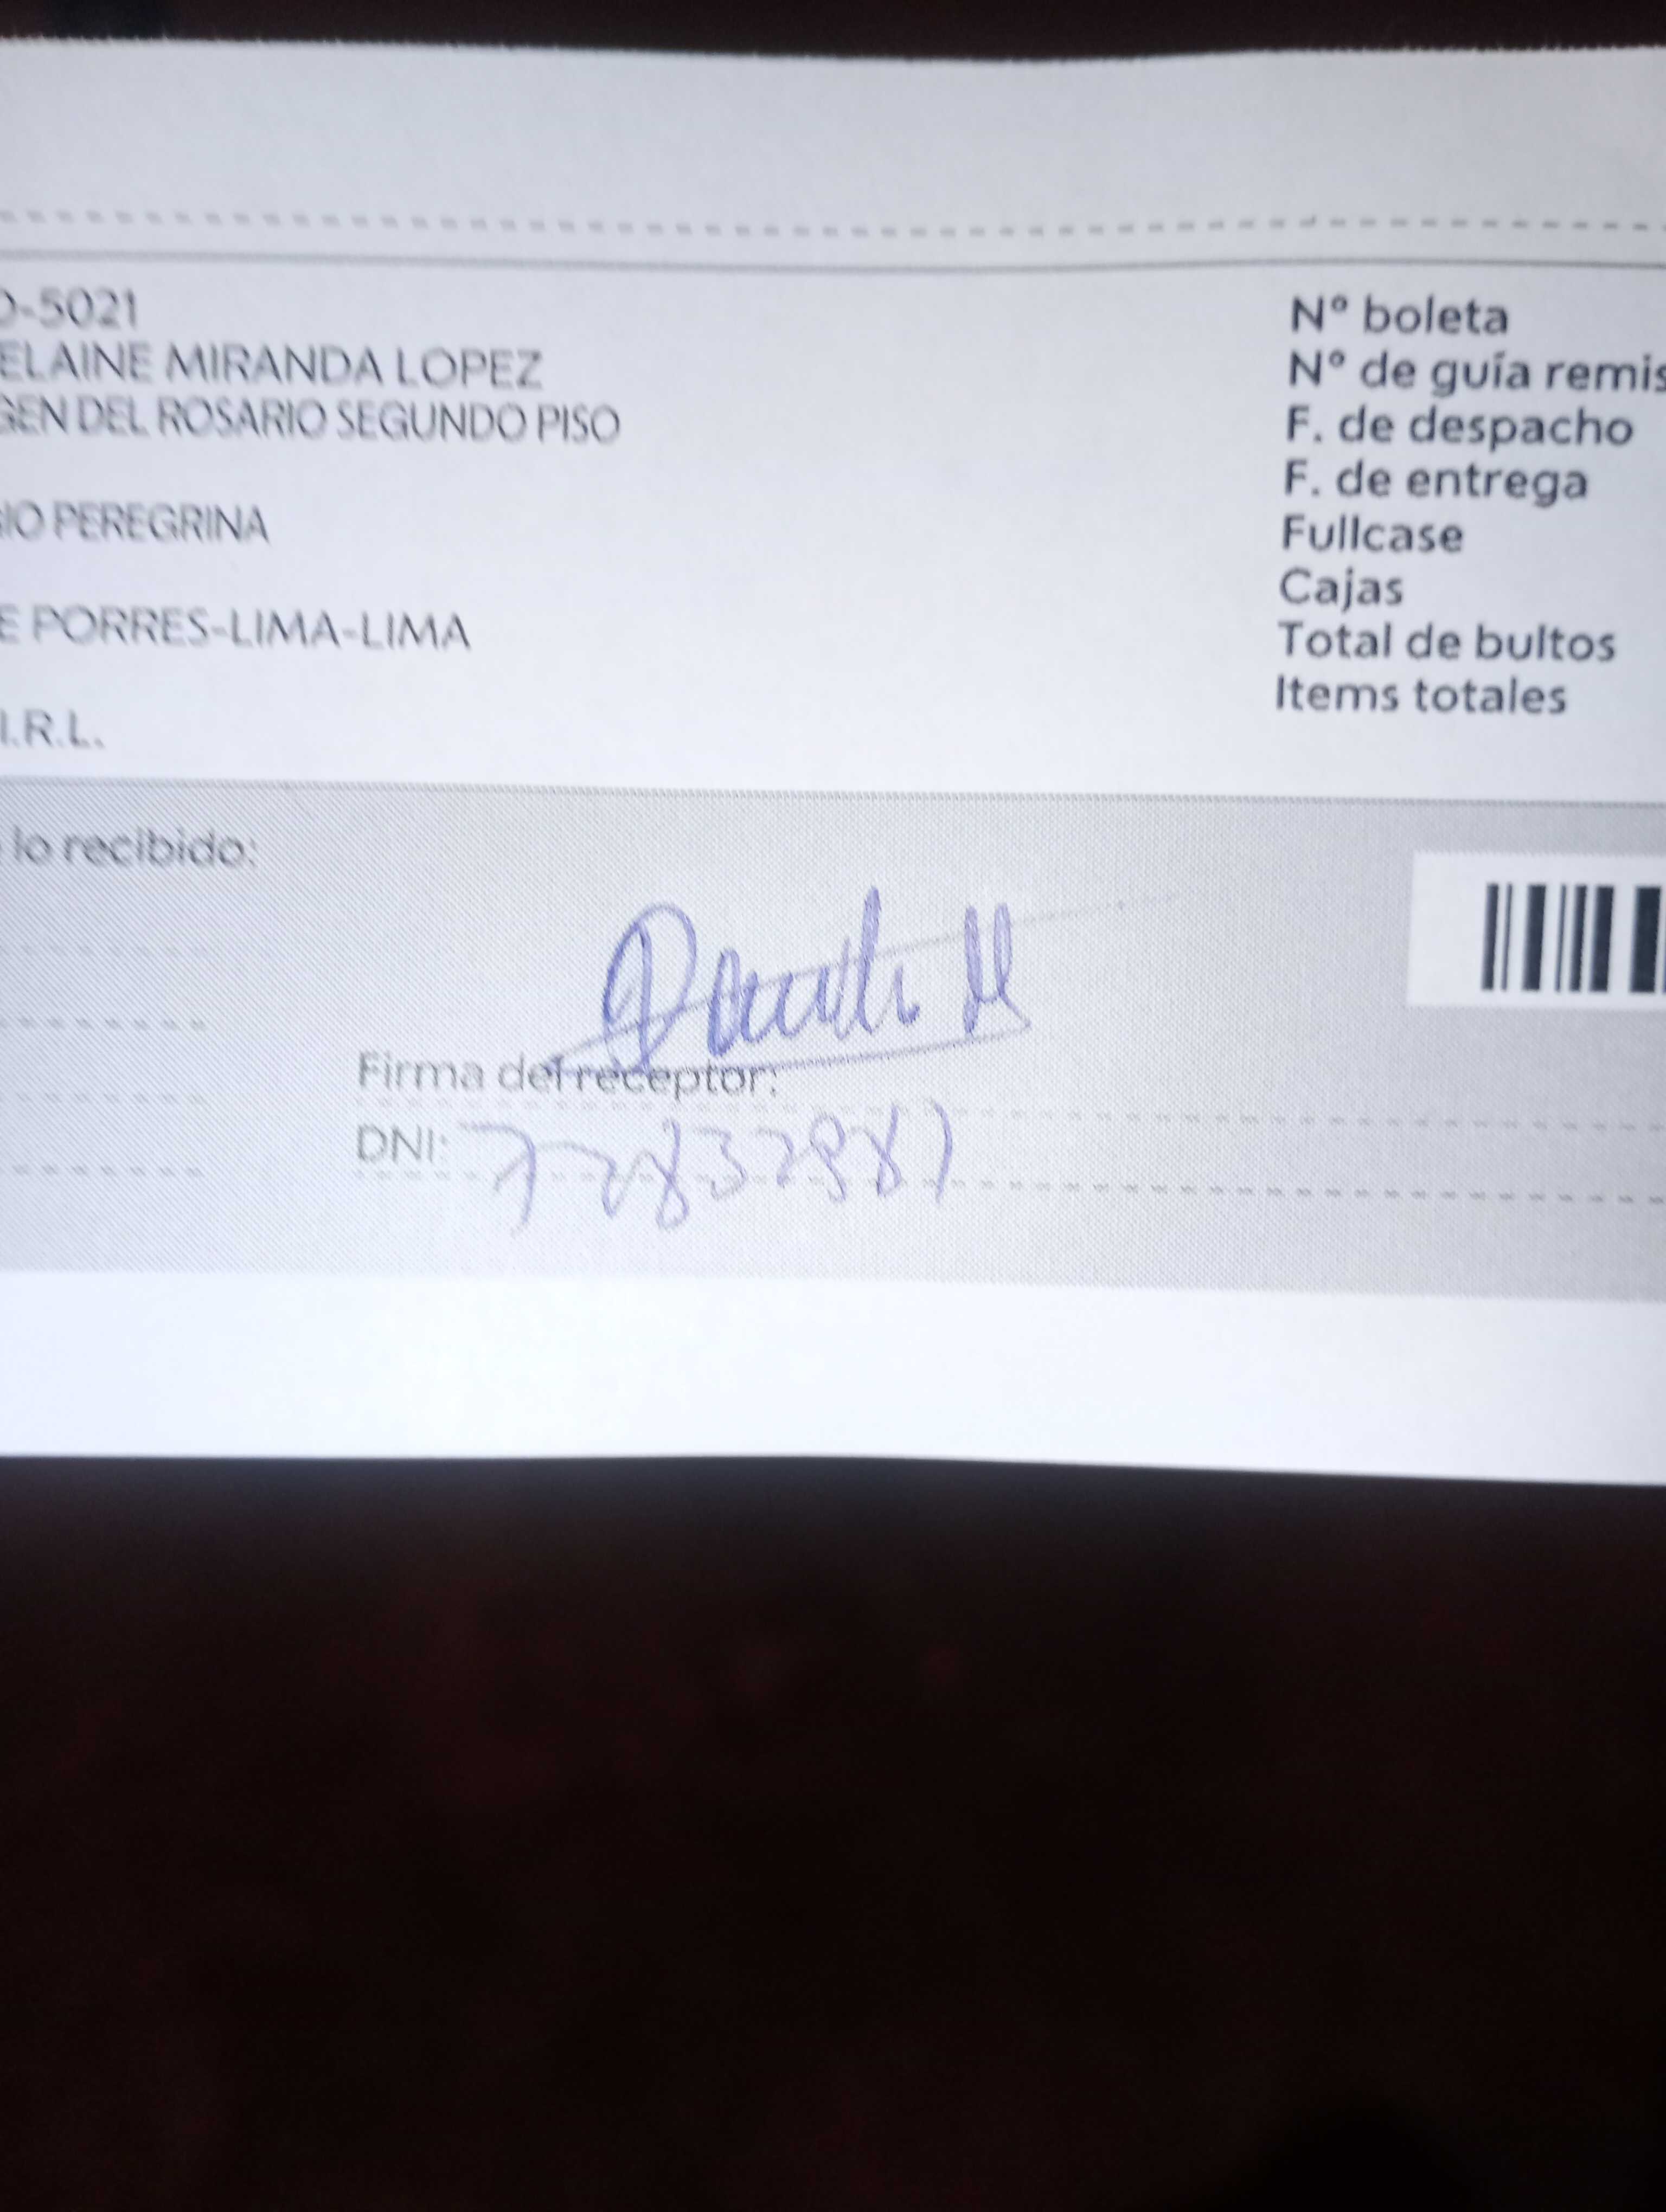 O-5021
ELAINE MIRANDA LOPEZ
GEN DEL ROSARIO SEGUNDO PISO
GIO PEREGRINA
E PORRES-LIMA-LIMA
I.R.L.
N° boleta
N° de guía remis
F. de despacho
F. de entrega
Fullcase
Cajas
Total de bultos
Items totales
lo recibido:
Firma del receptor:
DNI: